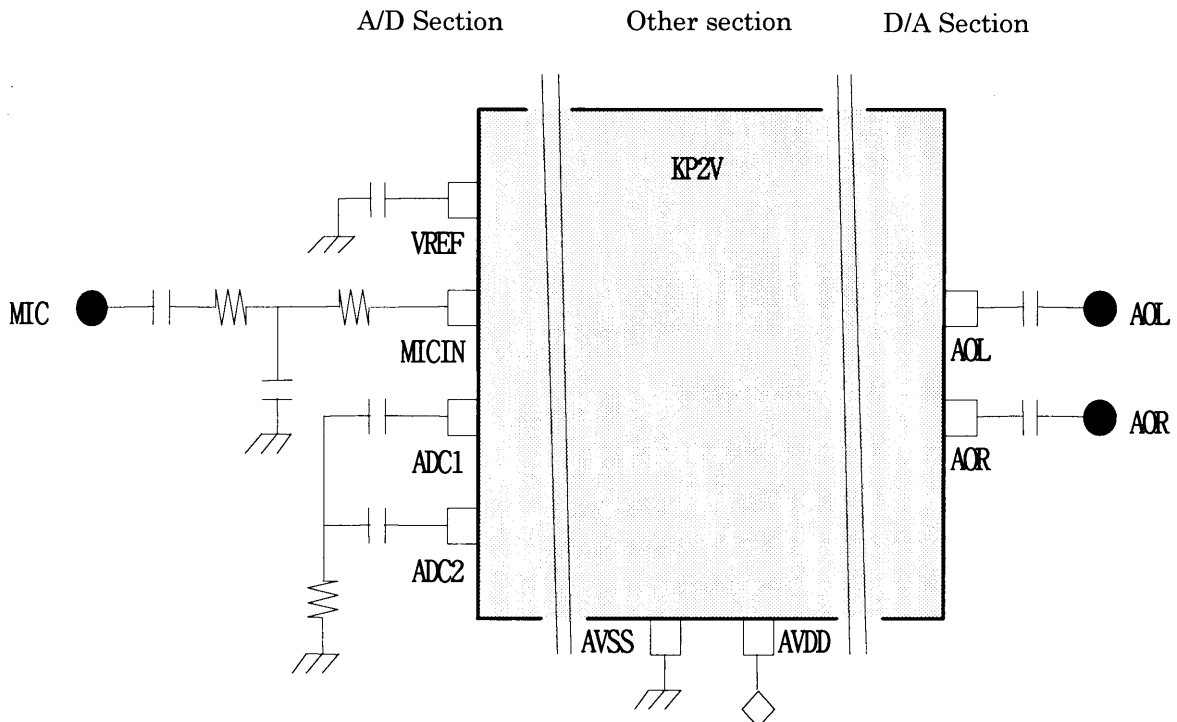 A/D Section
Other section
D/A Section
KP2V
VREF
MIC
MICIN
AOL
AOL
ADC1
AOR
AOR
ADC2
AVSS
AVDD